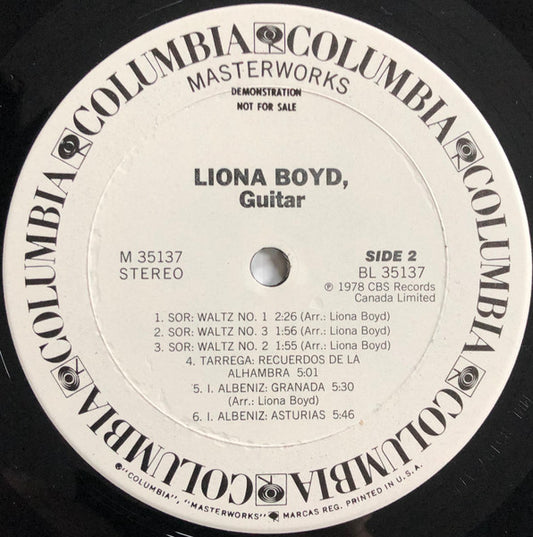 COLUMBIA COLUMBIA COLUMBIA COLUMBIA COLUMBIA COLUMBIA COLUMBIA COLUMBIA
MASTERWORKS
DEMONSTRATION
NOT FOR SALE
LIONA BOYD,
Guitar
M 35137
STEREO
SIDE 2
BL 35137
℗ 1978 CBS Records
Canada Limited
1. SOR: WALTZ NO. 1 2:26 (Arr.: Liona Boyd)
2. SOR: WALTZ NO. 3 1:56 (Arr.: Liona Boyd)
3. SOR: WALTZ NO. 2 1:55 (Arr.: Liona Boyd)
4. TARREGA: RECUERDOS DE LA
ALHAMBRA 5:01
5. I. ALBENIZ: GRANADA 5:30
(Arr.: Liona Boyd)
6. I. ALBENIZ: ASTURIAS 5:46
® "COLUMBIA", "MASTERWORKS" MARCAS REG. PRINTED IN U.S.A.